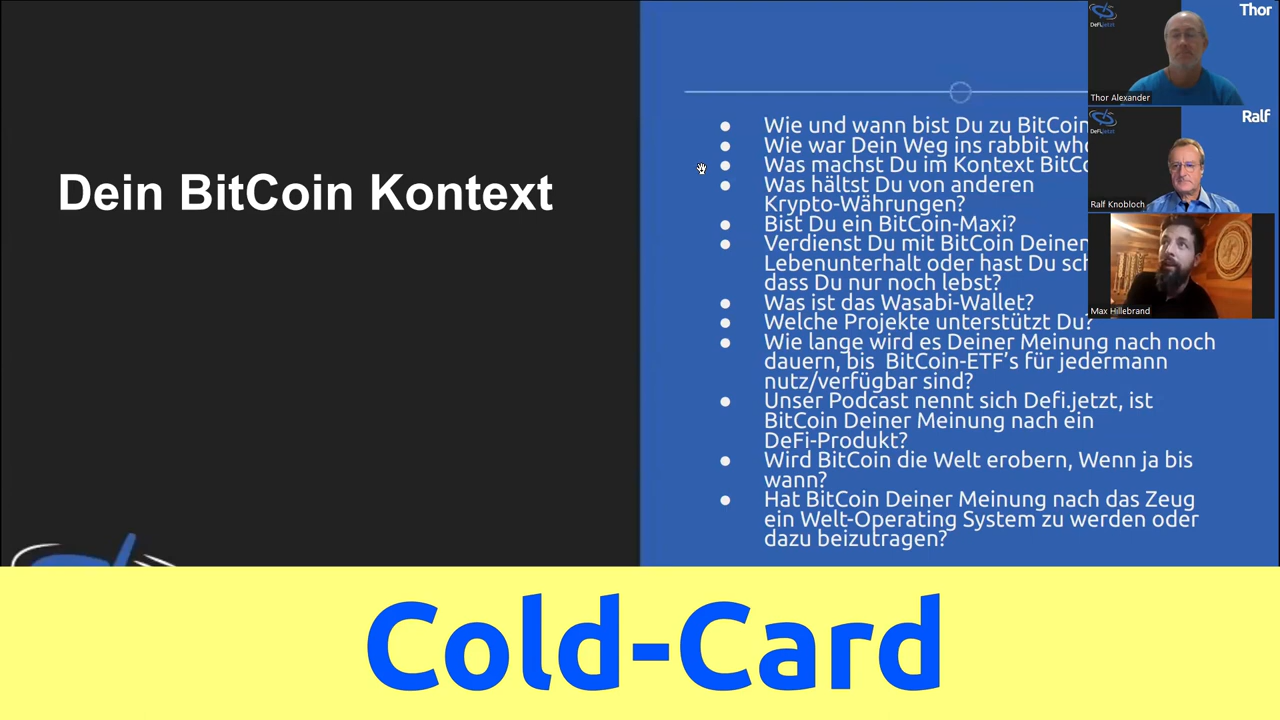 Dein BitCoin Kontext
Wie und wann bist Du zu BitCoin
Wie war Dein Weg ins rabbit
Was machst Du im Kontext
Was hältst Du von anderen
Krypto-Währungen?
Bist Du ein BitCoin-Maxi?
Verdienst Du mit BitCoin
Lebenunterhalt oder hast Du
dass Du nur noch lebst?
Was ist das Wasabi-Wallet?
Welche Projekte unterstützt Du?
Wie lange wird es Deiner Meinung nach noch
dauern, bis BitCoin-ETF’s für jedermann
nutz/verfügbar sind?
Unser Podcast nennt sich Defi.jetzt, ist
BitCoin Deiner Meinung nach ein
DeFi-Produkt?
Wird BitCoin die Welt erobern, Wenn ja bis
wann?
Hat BitCoin Deiner Meinung nach das Zeug
ein Welt-Operating System zu werden oder
dazu beizutragen?
DeFi.jetzt
Thor
Thor Alexander
DeFi.jetzt
Ralf
Ralf Knobloch
Max Hillebrand
Cold-Card